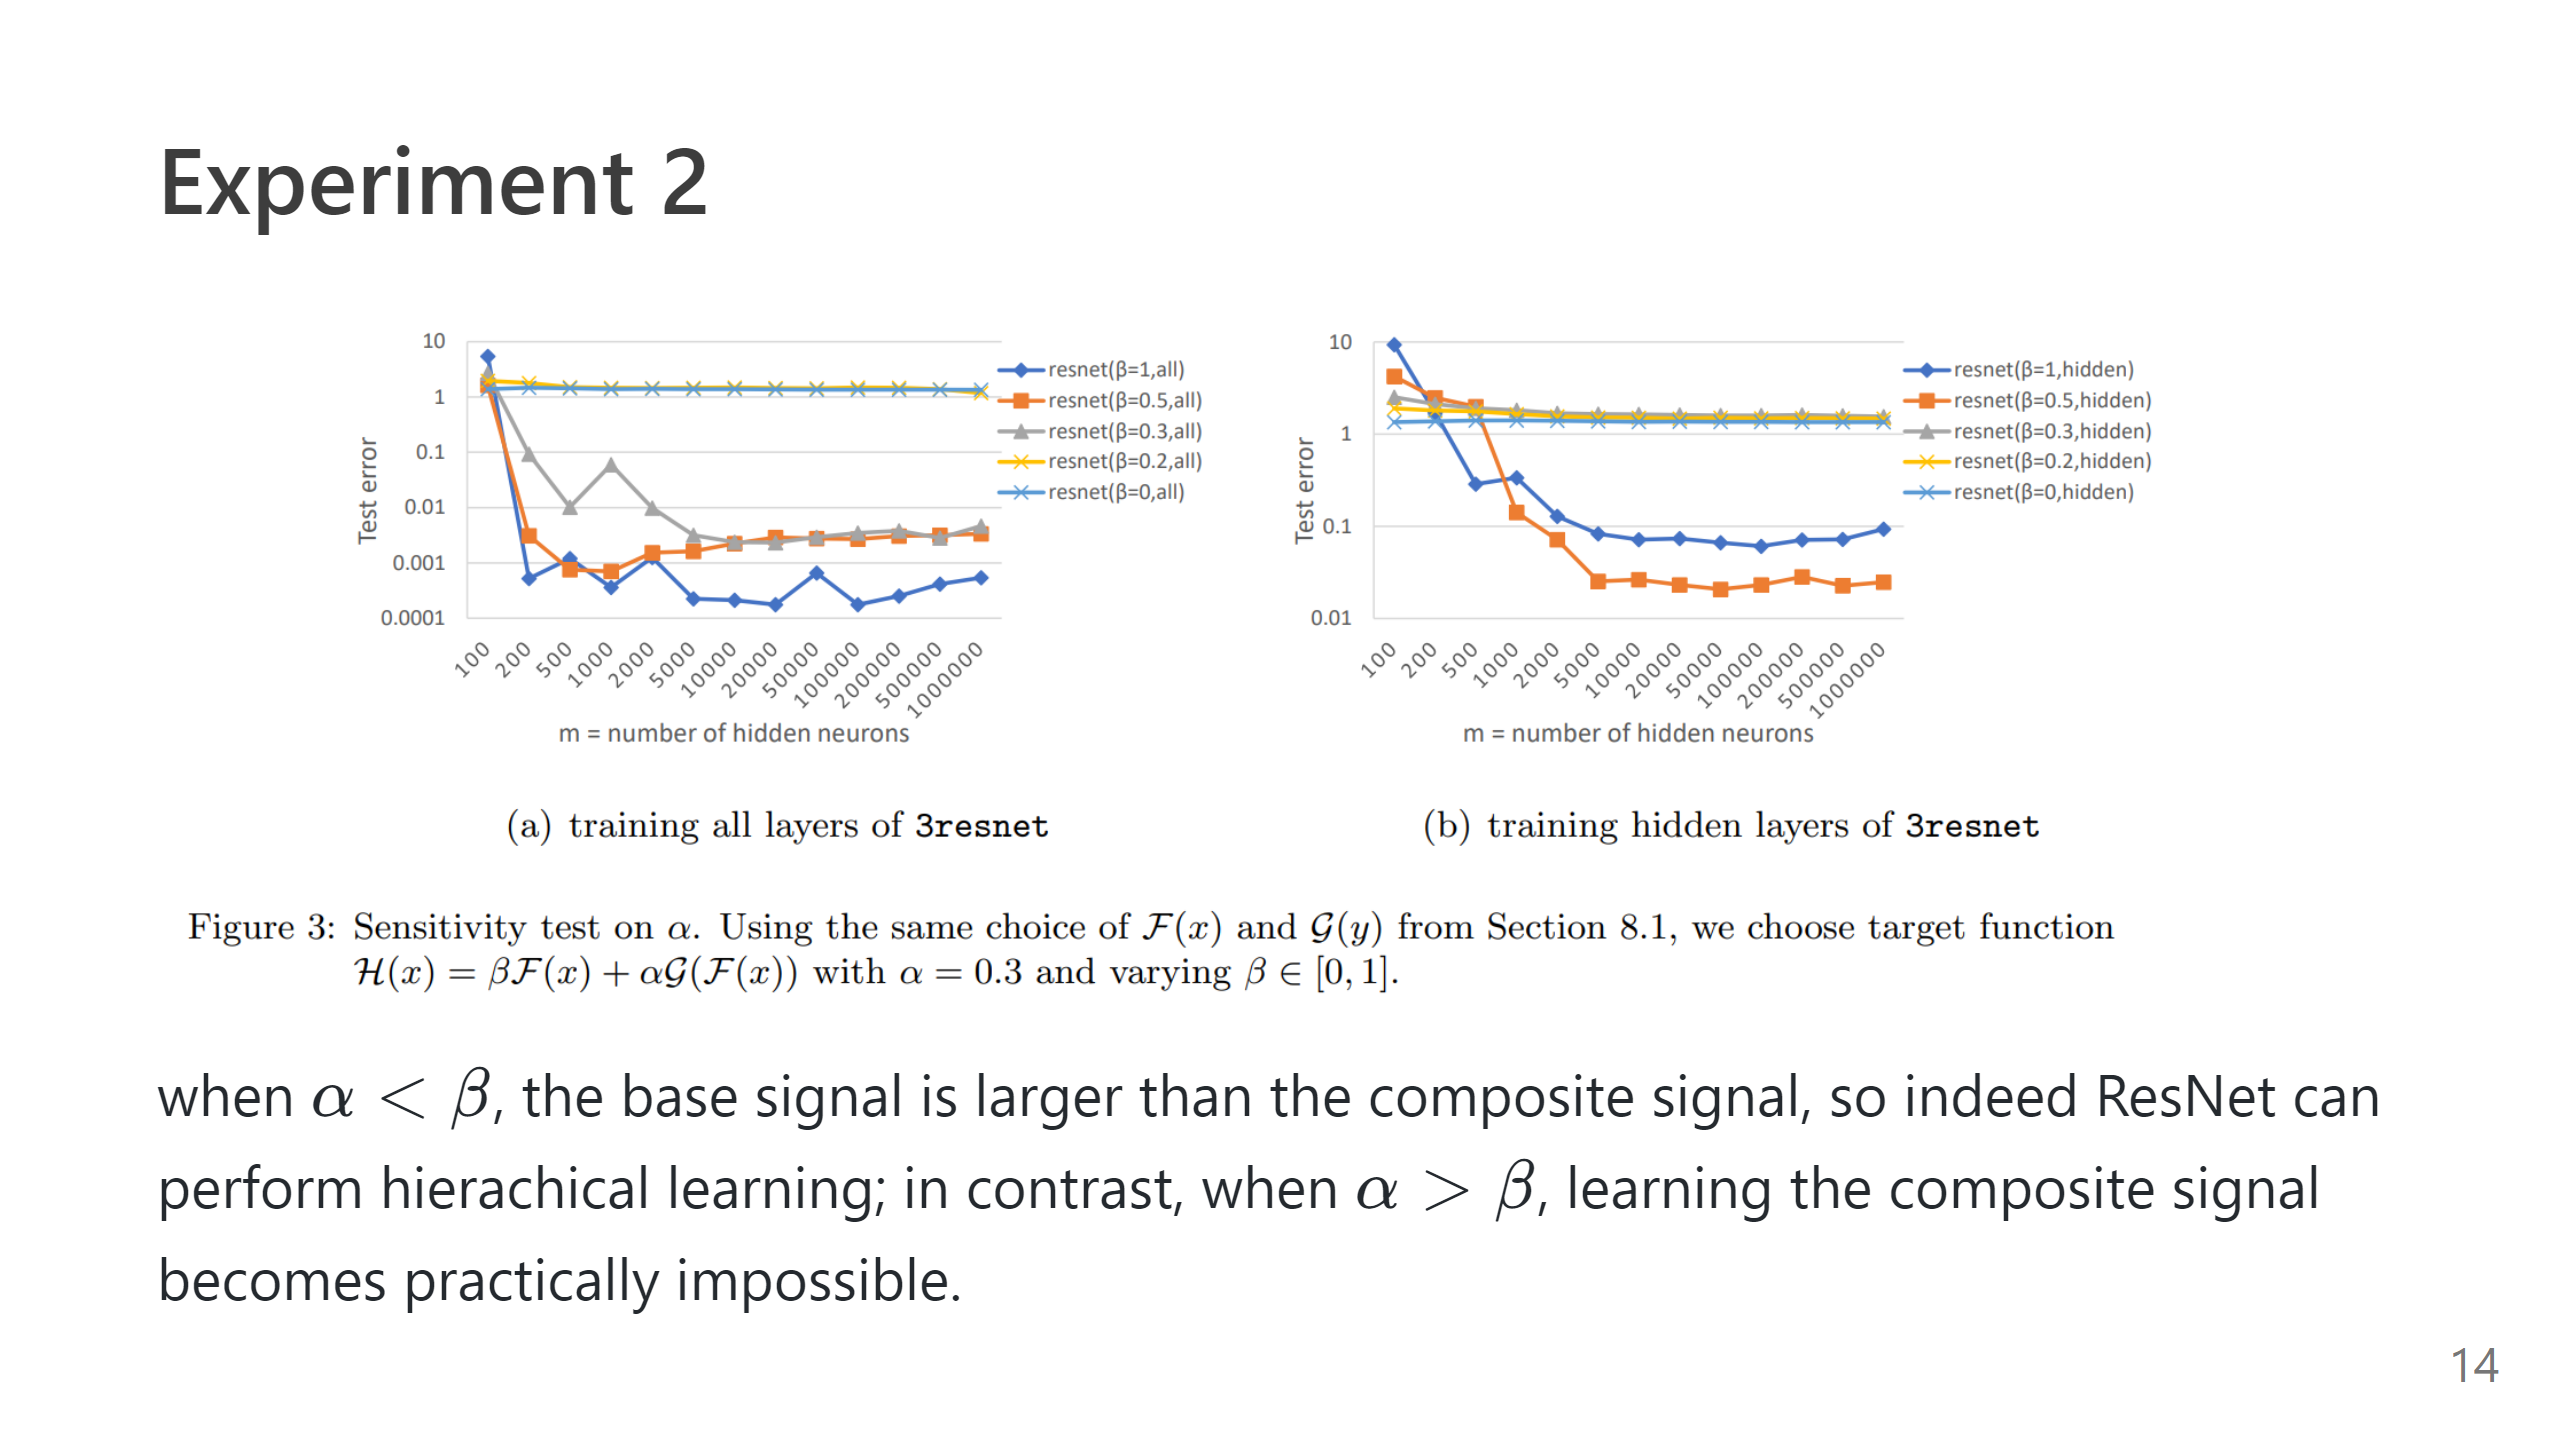 Experiment 2
10
1
0.1
0.01
0.001
0.0001
Test error
100
200
500
1000
2000
5000
10000
20000
50000
100000
200000
500000
1000000
m = number of hidden neurons
resnet(β=1,all)
resnet(β=0.5,all)
resnet(β=0.3,all)
resnet(β=0.2,all)
resnet(β=0,all)
(a) training all layers of 3resnet
10
1
0.1
0.01
Test error
100
200
500
1000
2000
5000
10000
20000
50000
100000
200000
500000
1000000
m = number of hidden neurons
resnet(β=1,hidden)
resnet(β=0.5,hidden)
resnet(β=0.3,hidden)
resnet(β=0.2,hidden)
resnet(β=0,hidden)
(b) training hidden layers of 3resnet
Figure 3: Sensitivity test on α. Using the same choice of ℱ(x) and 𝒢(y) from Section 8.1, we choose target function
ℋ(x) = βℱ(x) + α𝒢(ℱ(x)) with α = 0.3 and varying β ∈ [0, 1].
when α < β, the base signal is larger than the composite signal, so indeed ResNet can
perform hierachical learning; in contrast, when α > β, learning the composite signal
becomes practically impossible.
14